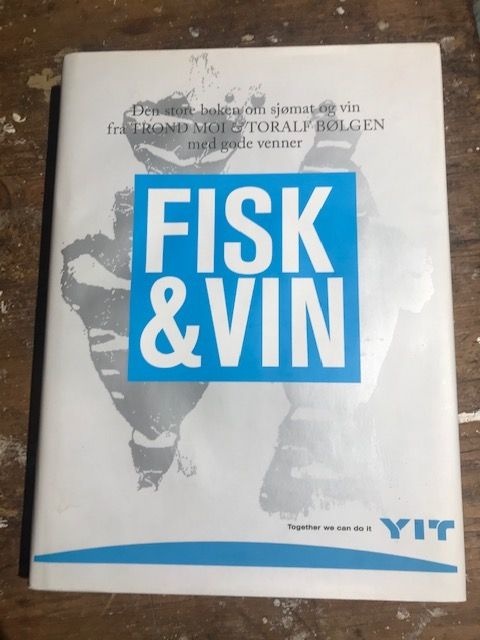 Den store boken om sjømat og vin
fra TROND MOI & TORALF BØLGEN
med gode venner
FISK
& VIN
Together we can do it YIT